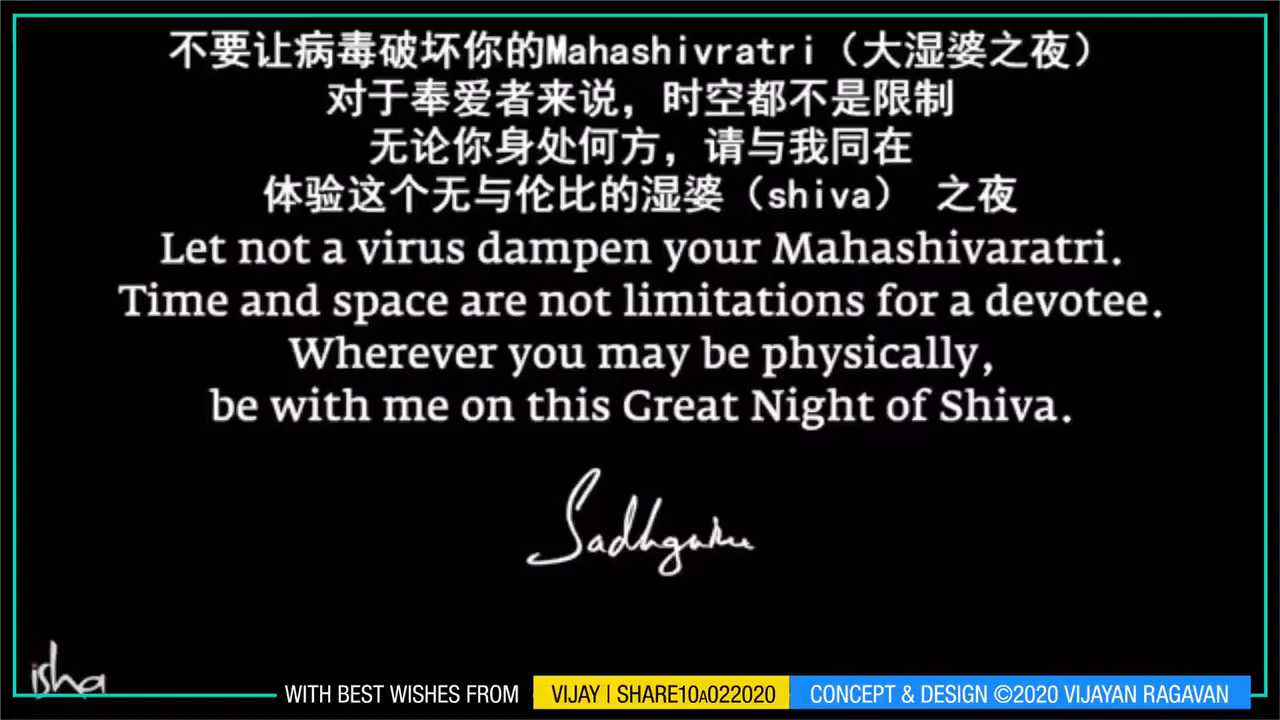 不要让病毒破坏你的Mahashivratri（大湿婆之夜）
对于奉爱者来说，时空都不是限制
无论你身处何方，请与我同在
体验这个无与伦比的湿婆（shiva） 之夜
Let not a virus dampen your Mahashivaratri.
Time and space are not limitations for a devotee.
Wherever you may be physically,
be with me on this Great Night of Shiva.
Sadhguru
isha
WITH BEST WISHES FROM VIJAY | SHARE10A022020 CONCEPT & DESIGN ©2020 VIJAYAN RAGAVAN